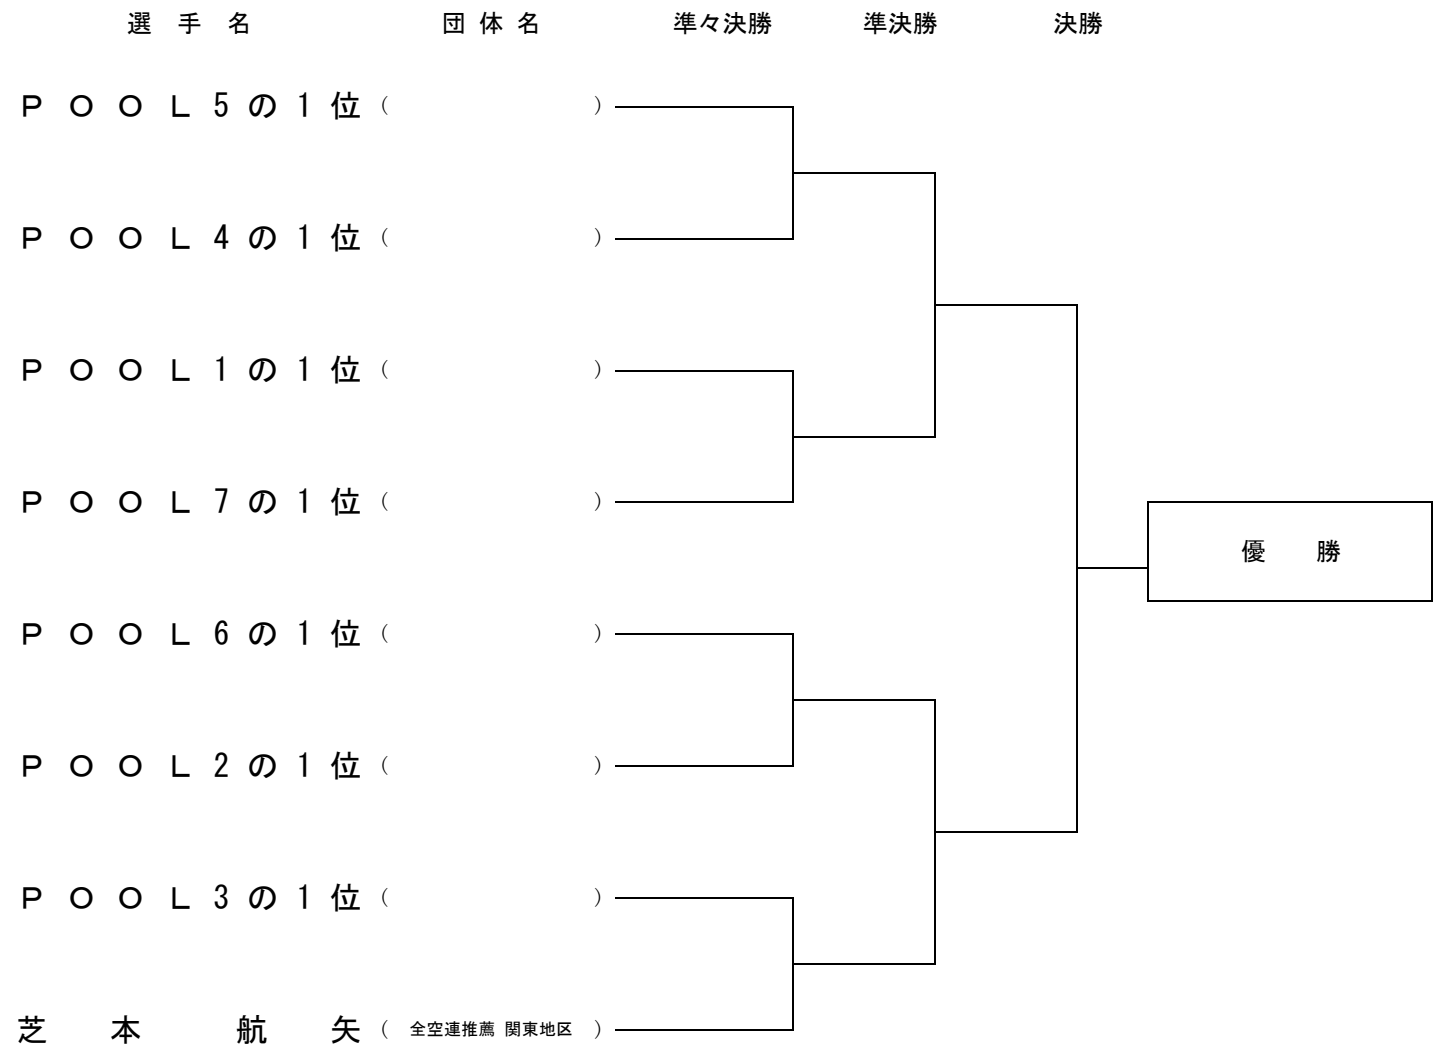 選 手 名 団 体 名 準々決勝 準決勝 決勝
ＰＯＯＬ5の1位 （ ）
ＰＯＯＬ4の1位 （ ）
ＰＯＯＬ1の1位 （ ）
ＰＯＯＬ7の1位 （ ）
優 勝
ＰＯＯＬ6の1位 （ ）
ＰＯＯＬ2の1位 （ ）
ＰＯＯＬ3の1位 （ ）
芝 本 航 矢 （ 全空連推薦 関東地区 ）